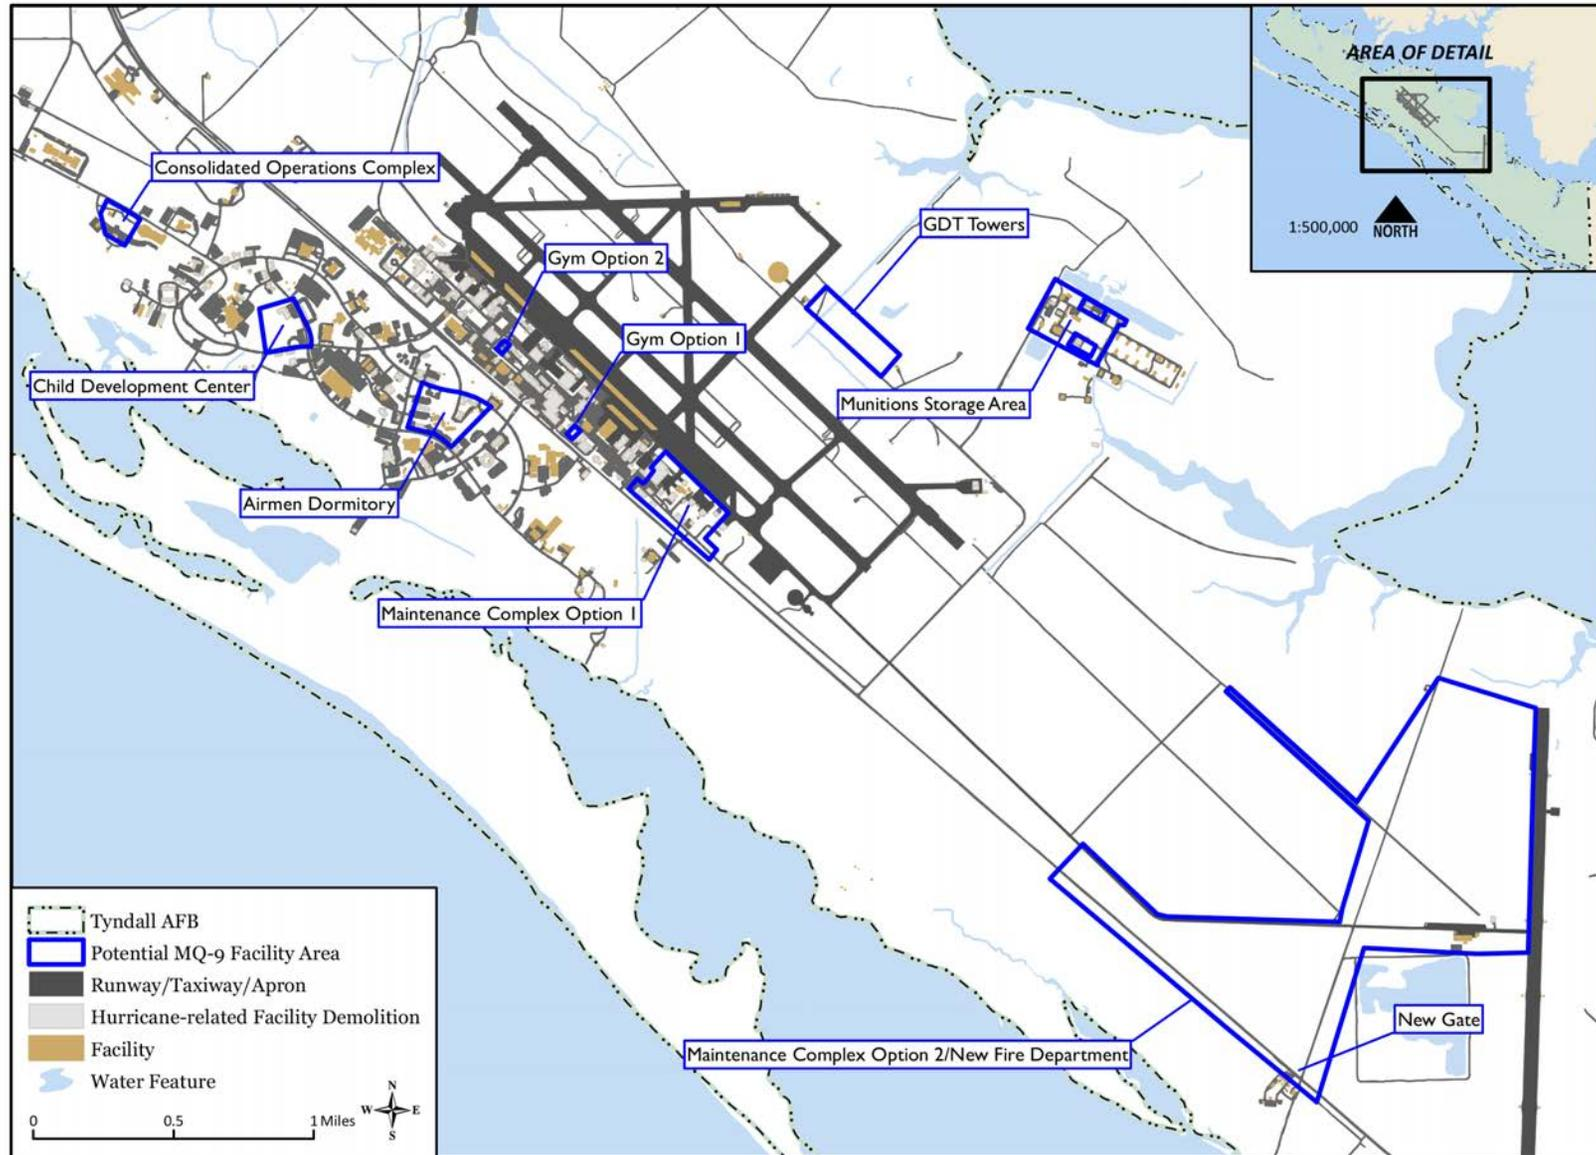 AREA OF DETAIL
1:500,000
NORTH
Consolidated Operations Complex
GDT Towers
Gym Option 2
Gym Option 1
Child Development Center
Munitions Storage Area
Airmen Dormitory
Maintenance Complex Option 1
New Gate
Maintenance Complex Option 2/New Fire Department
Tyndall AFB
Potential MQ-9 Facility Area
Runway/Taxiway/Apron
Hurricane-related Facility Demolition
Facility
Water Feature
N
W E
S
0 0.5 1 Miles